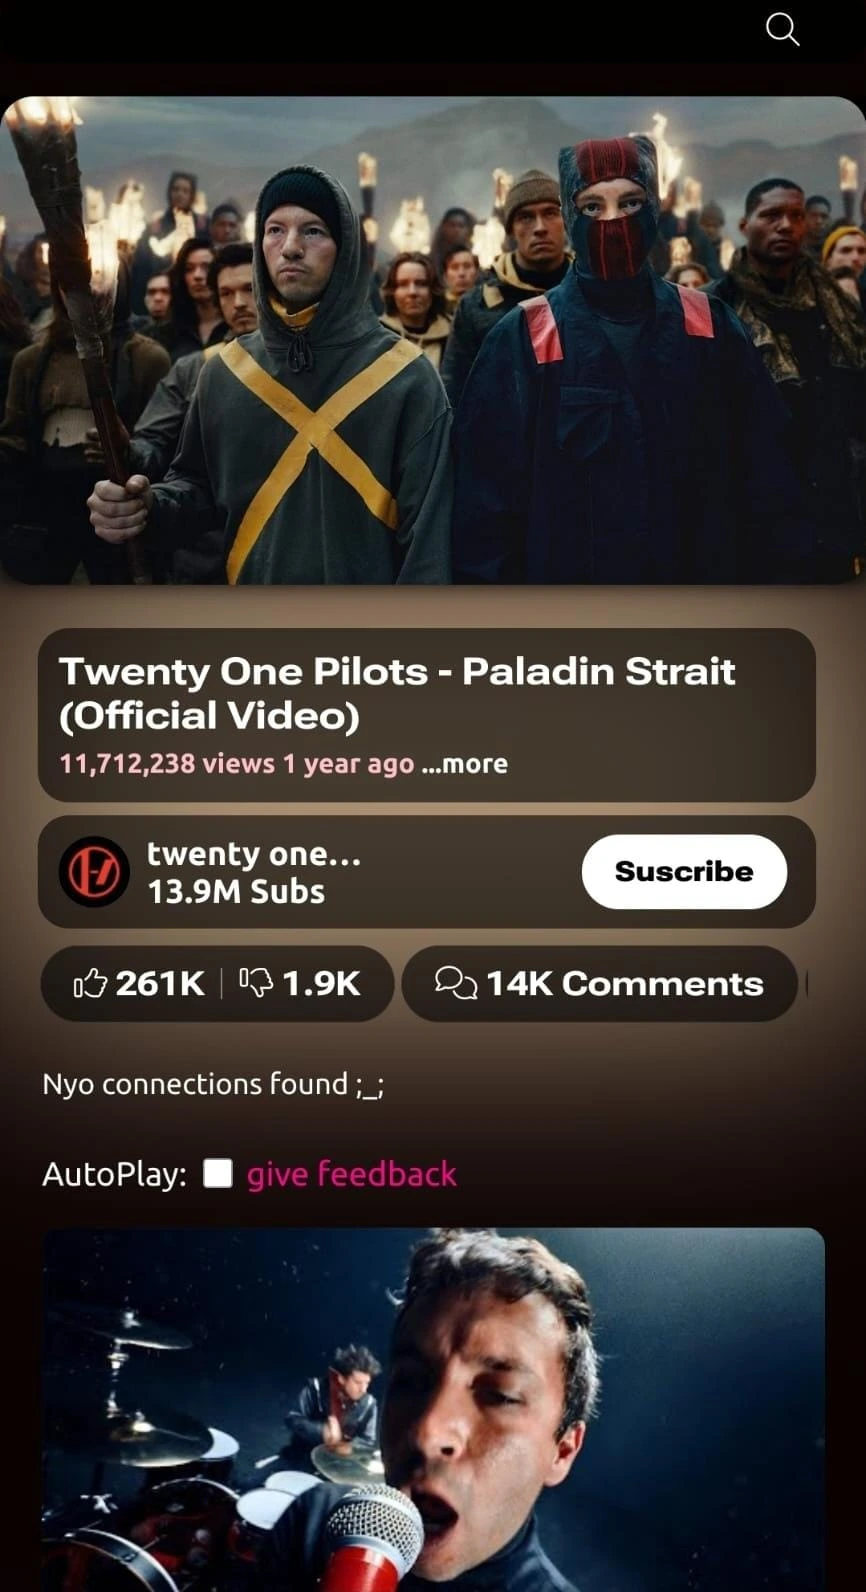 Twenty One Pilots - Paladin Strait
(Official Video)
11,712,238 views 1 year ago ...more
twenty one...
13.9M Subs
Suscribe
261K
1.9K
14K Comments
Nyo connections found ;_;
AutoPlay:
give feedback